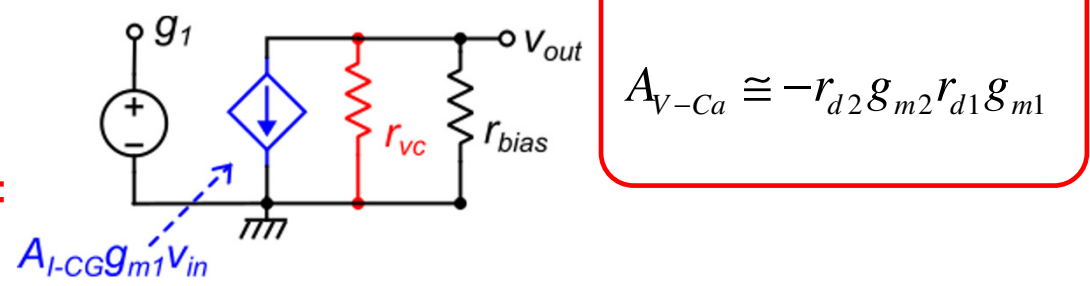 g1
+
−
vout
rvc
rbias
:
AI-CGgm1vin
AV−Ca ≅ −rd2gm2rd1gm1